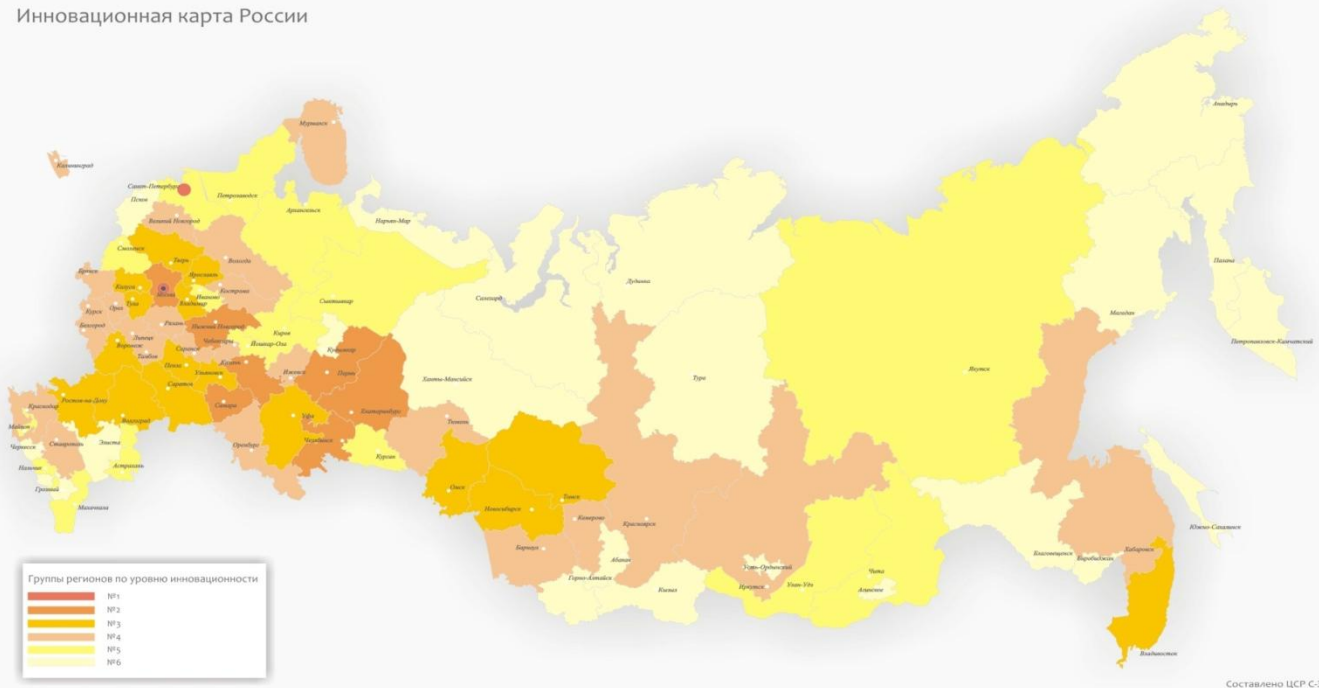 Инновационная карта России
Анадырь
Мурманск
Калининград
Санкт-Петербург
Псков
Петрозаводск
Архангельск
Великий Новгород
Нарьян-Мар
Смоленск
Тверь
Вологда
Палана
Дудинка
Брянск
Ярославль
Калуга
Москва
Иваново
Кострома
Салехард
Сыктывкар
Тула
Владимир
Курск
Орел
Магадан
Белгород
Рязань
Нижний Новгород
Киров
Липецк
Чебоксары
Йошкар-Ола
Петропавловск-Камчатский
Воронеж
Тамбов
Саранск
Кудымкар
Пенза
Казань
Ульяновск
Ижевск
Пермь
Якутск
Ханты-Мансийск
Тура
Саратов
Краснодар
Ростов-на-Дону
Самара
Екатеринбург
Майкоп
Волгоград
Уфа
Тюмень
Черкесск
Ставрополь
Элиста
Оренбург
Челябинск
Курган
Нальчик
Астрахань
Грозный
Омск
Томск
Махачкала
Новосибирск
Кемерово
Красноярск
Южно-Сахалинск
Барнаул
Абакан
Благовещенск
Биробиджан
Хабаровск
Усть-Ордынский
Горно-Алтайск
Кызыл
Иркутск
Улан-Удэ
Чита
Агинское
Владивосток
Группы регионов по уровню инновационности
№1
№2
№3
№4
№5
№6
Составлено ЦСР С-З